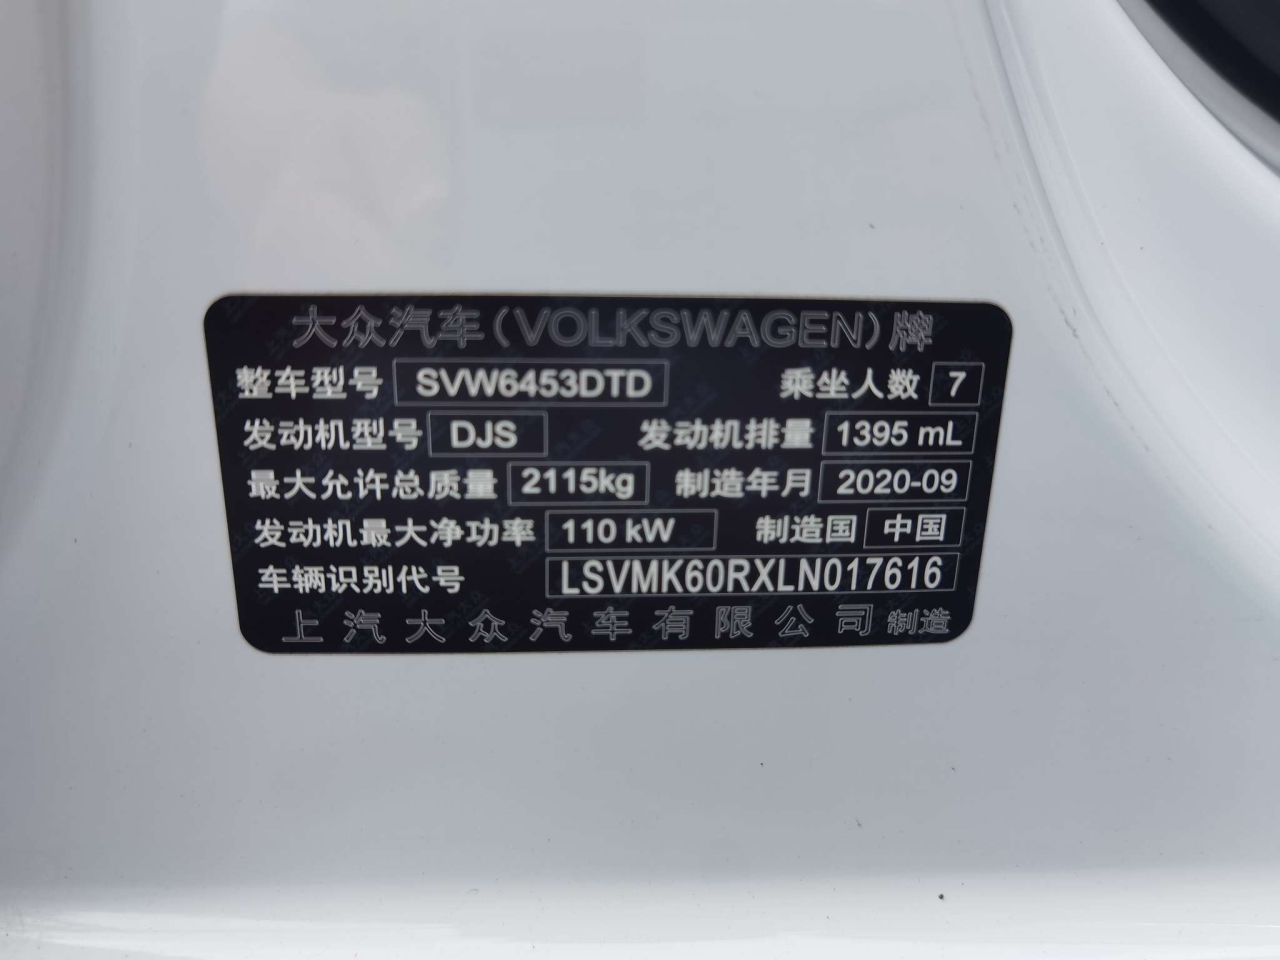 大众汽车(VOLKSWAGEN)牌
整车型号 SVW6453DTD 乘坐人数 7
发动机型号 DJS 发动机排量 1395 mL
最大允许总质量 2115kg 制造年月 2020-09
发动机最大净功率 110 kW 制造国 中国
车辆识别代号 LSVMK60RXLN017616
上汽大众汽车有限公司制造